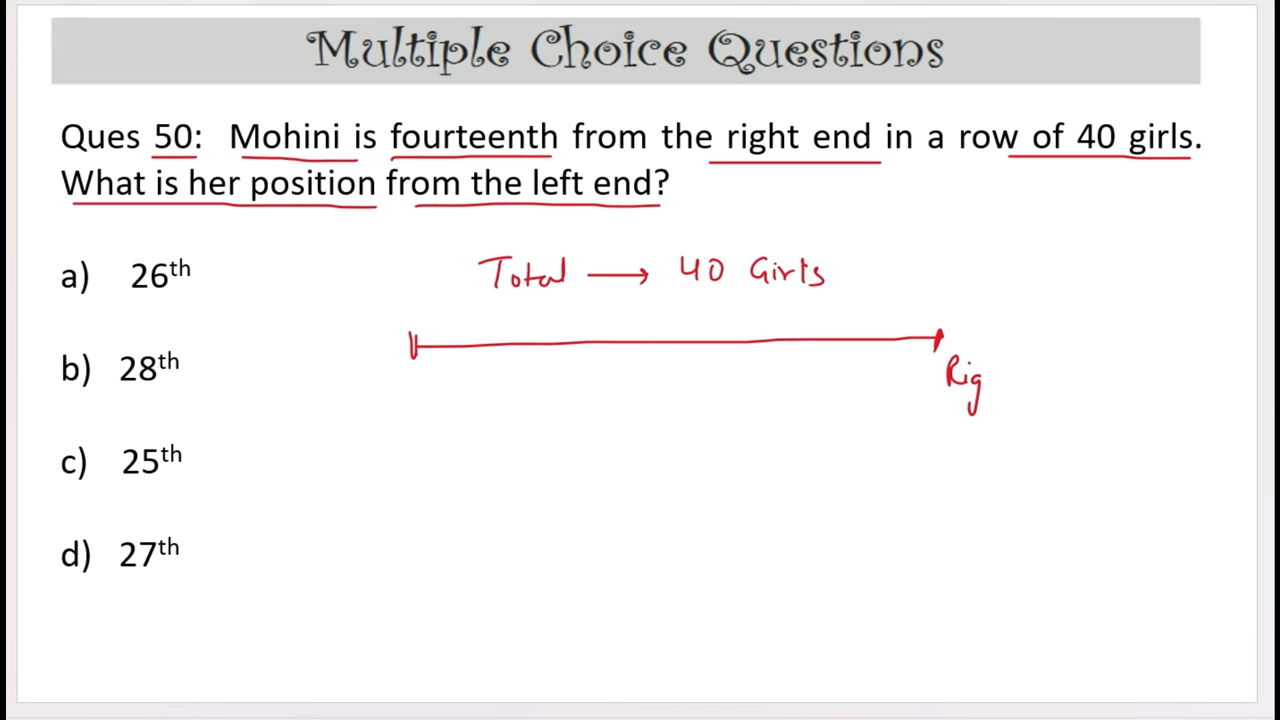 Multiple Choice Questions
Ques 50: Mohini is fourteenth from the right end in a row of 40 girls.
What is her position from the left end?
a) 26th
Total → 40 Girls
b) 28th
Rig
c) 25th
d) 27th